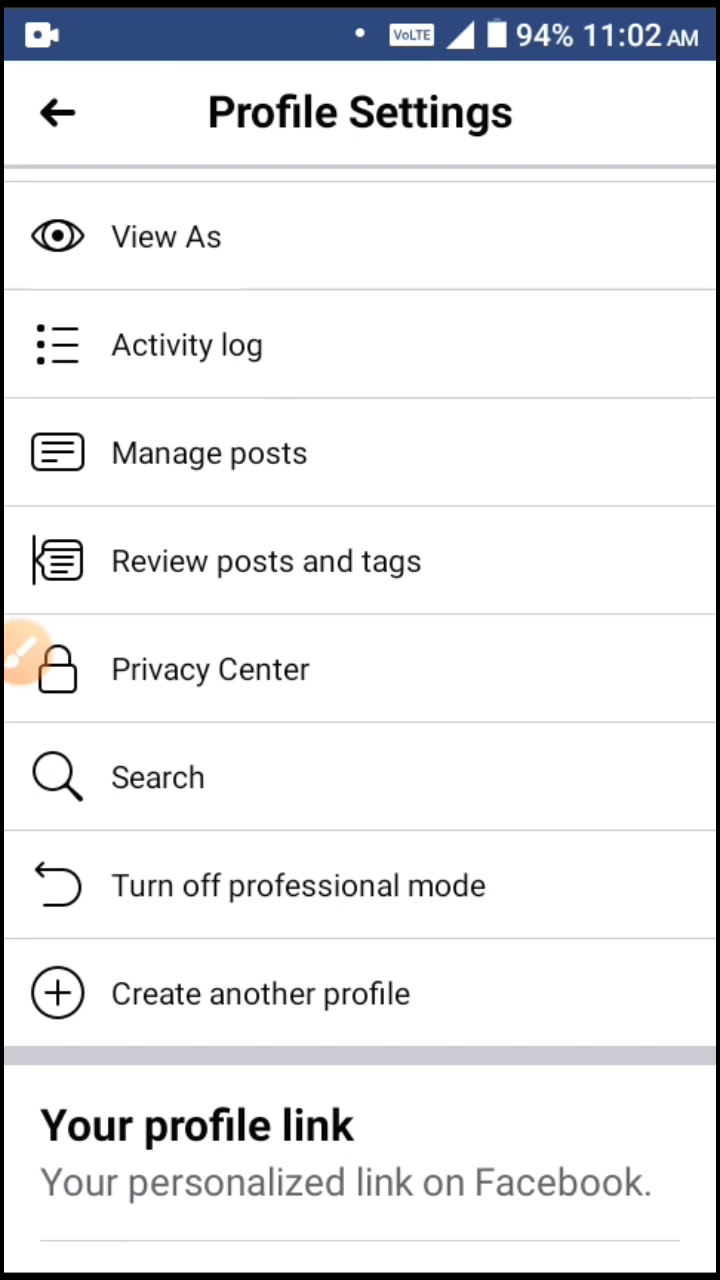 VoLTE 94% 11:02 AM
Profile Settings
View As
Activity log
Manage posts
Review posts and tags
Privacy Center
Search
Turn off professional mode
Create another profile
Your profile link
Your personalized link on Facebook.